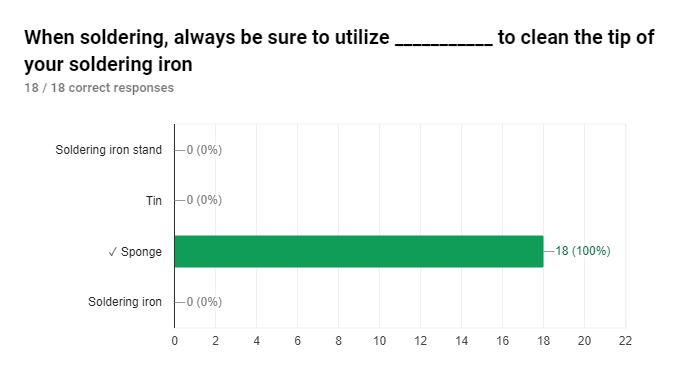 When soldering, always be sure to utilize ___________ to clean the tip of
your soldering iron
18 / 18 correct responses
Soldering iron stand
0 (0%)
Tin
0 (0%)
✓ Sponge
18 (100%)
Soldering iron
0 (0%)
0 2 4 6 8 10 12 14 16 18 20 22